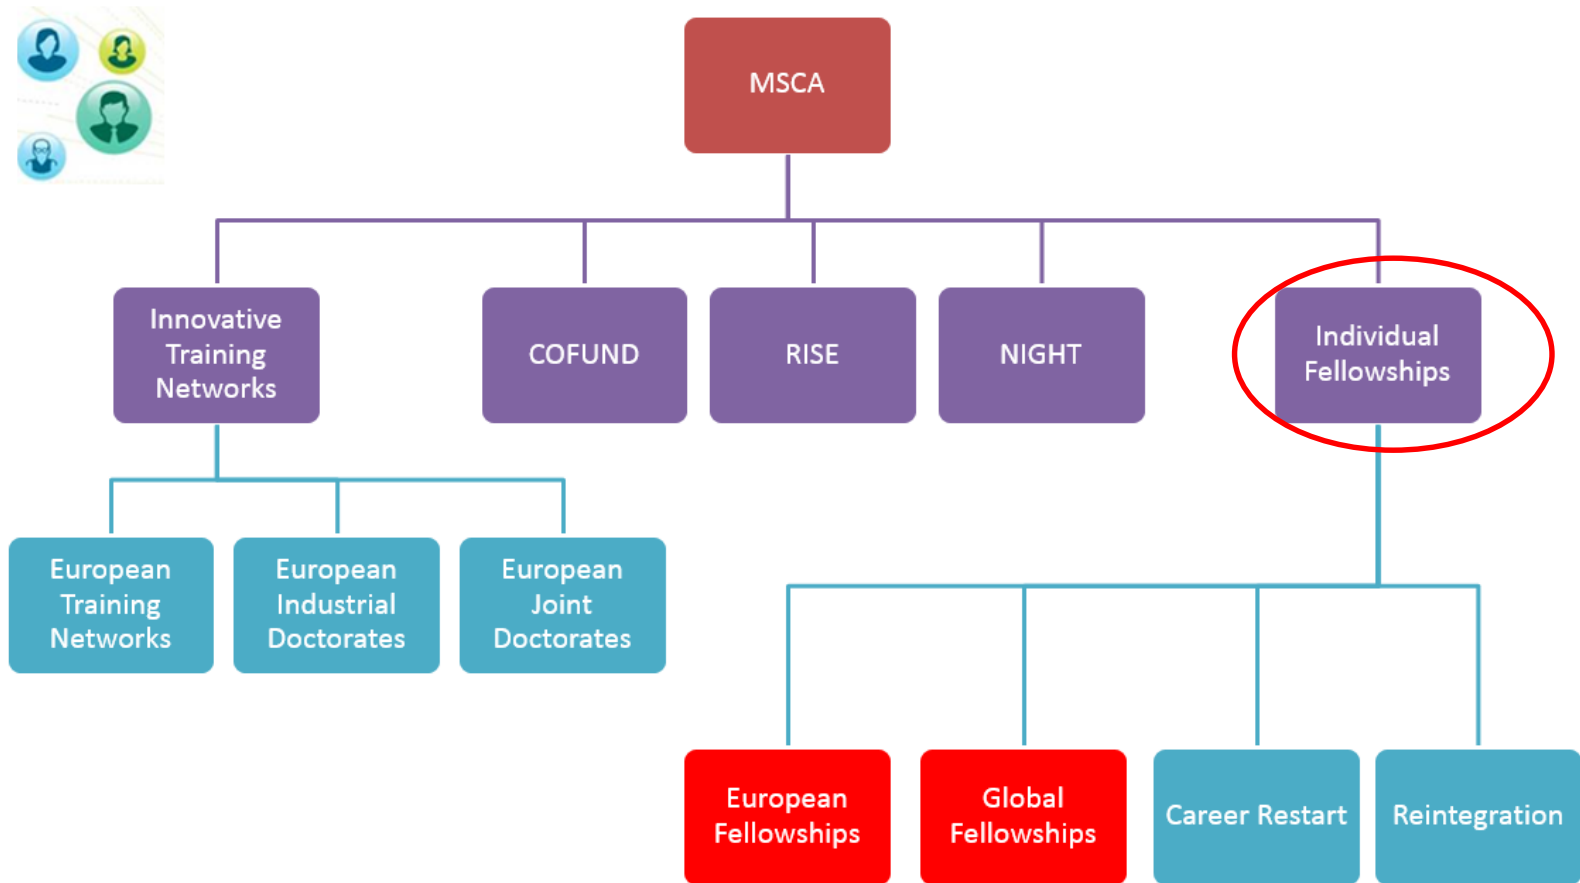 MSCA
Innovative
Training
Networks
COFUND
RISE
NIGHT
Individual
Fellowships
European
Training
Networks
European
Industrial
Doctorates
European
Joint
Doctorates
European
Fellowships
Global
Fellowships
Career Restart
Reintegration